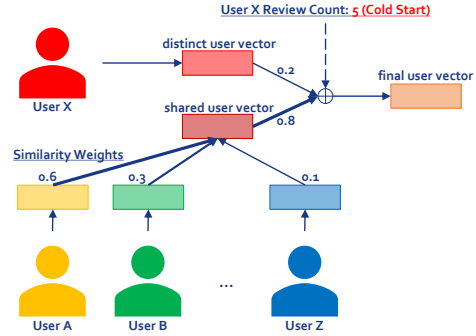 User X Review Count: 5 (Cold Start)
distinct user vector
0.2
final user vector
User X
shared user vector
0.8
Similarity Weights
0.6
0.3
0.1
User A
User B
...
User Z